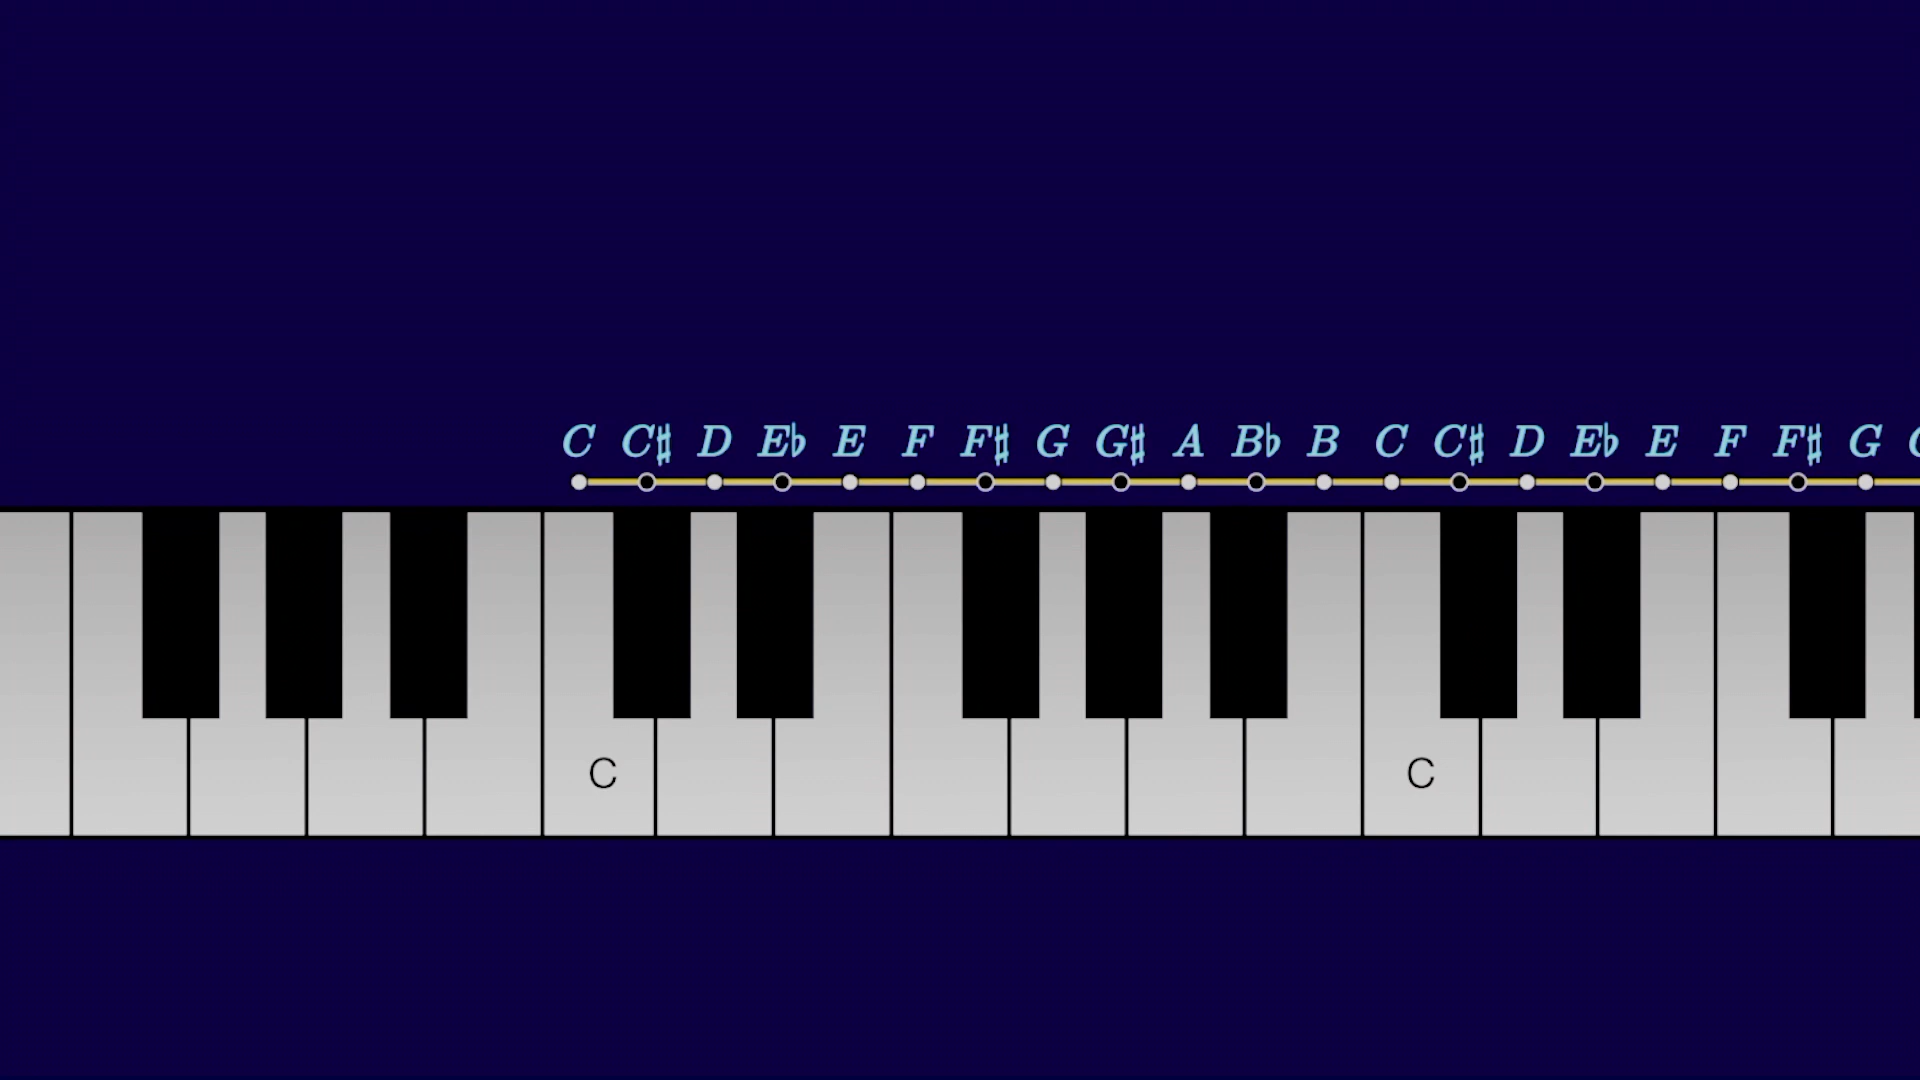 C C♯ D E♭ E F F♯ G G♯ A B♭ B C C♯ D E♭ E F F♯ G
C C